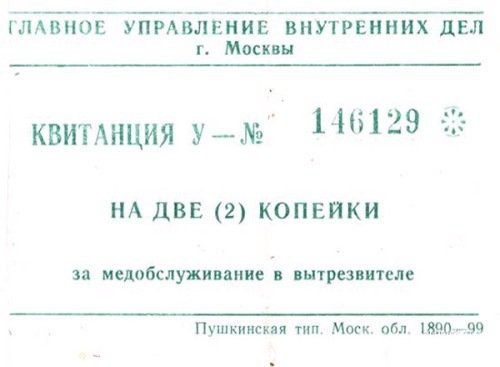 ГЛАВНОЕ УПРАВЛЕНИЕ ВНУТРЕННИХ ДЕЛ
г. Москвы
КВИТАНЦИЯ У — № 146129
НА ДВЕ (2) КОПЕЙКИ
за медобслуживание в вытрезвителе
Пушкинская тип. Моск. обл. 1890—99